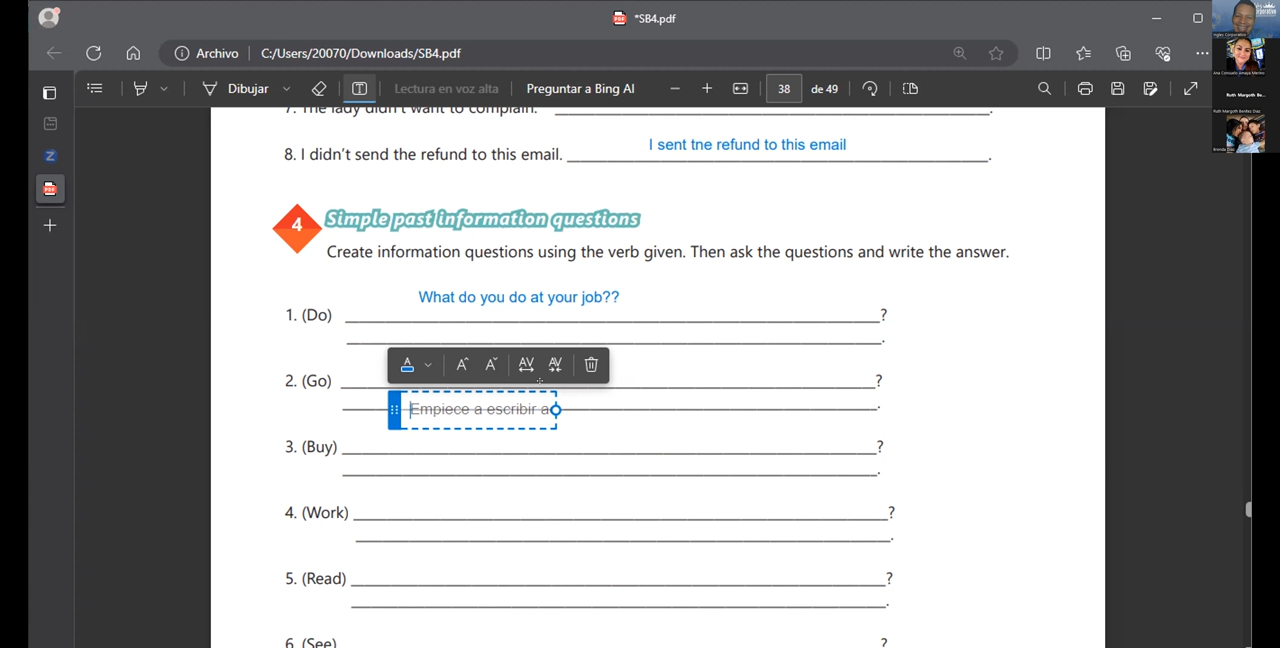 *SB4.pdf
Archivo C:/Users/20070/Downloads/SB4.pdf
Dibujar Lectura en voz alta Preguntar a Bing AI 38 de 49
7. The lady didn't want to complain.
I sent tne refund to this email
8. I didn't send the refund to this email.
4 Simple past information questions
Create information questions using the verb given. Then ask the questions and write the answer.
What do you do at your job??
1. (Do) ?
2. (Go) ?
Empiece a escribir a
3. (Buy) ?
4. (Work) ?
5. (Read) ?
6. (See) ?